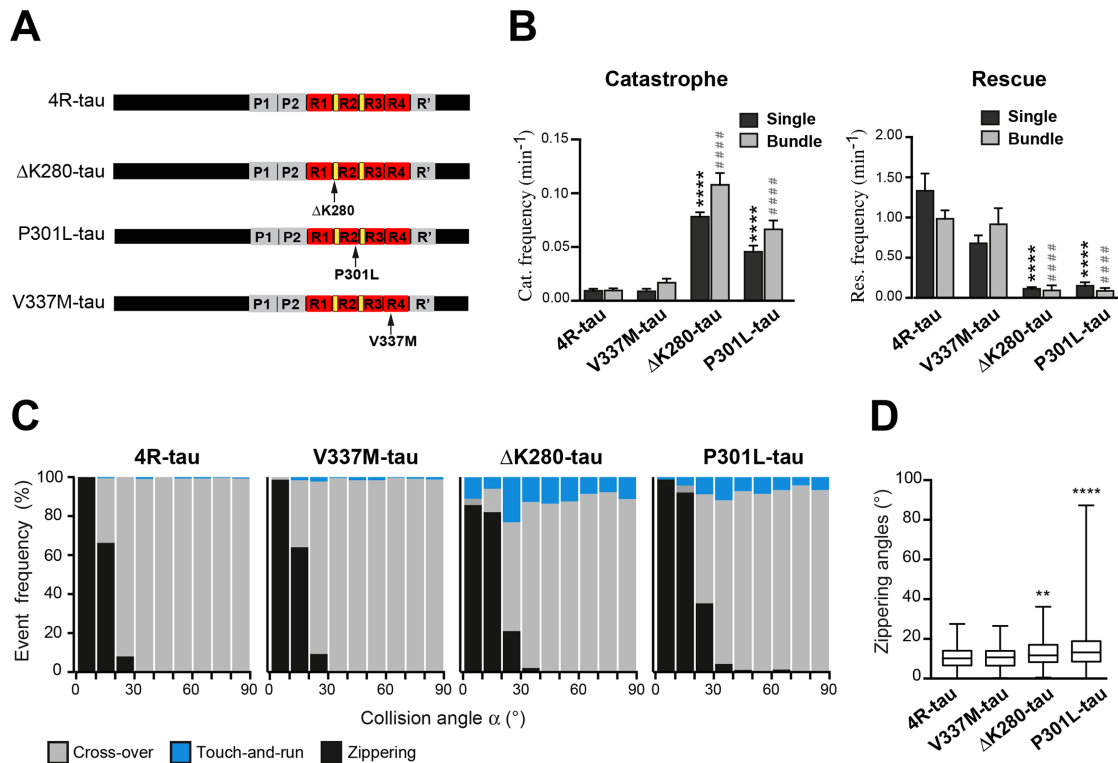 A
4R-tau
P1 P2 R1 R2 R3 R4 R'
ΔK280-tau
P1 P2 R1 R2 R3 R4 R'
ΔK280
P301L-tau
P1 P2 R1 R2 R3 R4 R'
P301L
V337M-tau
P1 P2 R1 R2 R3 R4 R'
V337M
B
Catastrophe
Single
Bundle
Cat. frequency (min⁻¹)
0.15
0.10
0.05
0.00
****
####
****
####
4R-tau
V337M-tau
ΔK280-tau
P301L-tau
Rescue
Single
Bundle
Res. frequency (min⁻¹)
2.00
1.50
1.00
0.50
0.00
****
####
****
####
4R-tau
V337M-tau
ΔK280-tau
P301L-tau
C
4R-tau
V337M-tau
ΔK280-tau
P301L-tau
Event frequency (%)
100
80
60
40
20
0
0 30 60 90
0 30 60 90
0 30 60 90
0 30 60 90
Collision angle α (°)
Cross-over
Touch-and-run
Zippering
D
Zippering angles (°)
100
80
60
40
20
0
**
****
4R-tau
V337M-tau
ΔK280-tau
P301L-tau